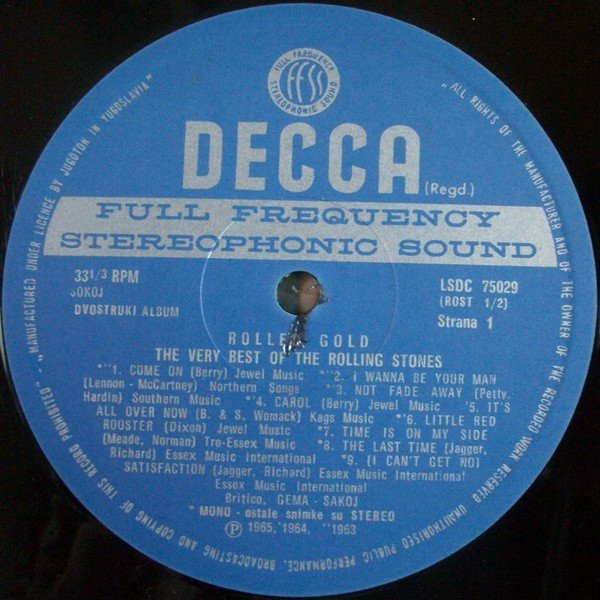 FULL FREQUENCY
ffss
STEREOPHONIC SOUND
DECCA
(Regd.)
FULL FREQUENCY
STEREOPHONIC SOUND
33 1/3 RPM
SOKOJ
DVOSTRUKI ALBUM
LSDC 75029
(ROST 1/2)
Strana 1
GOLD
THE VERY BEST OF THE ROLLING STONES
*''1. COME ON (Berry) Jewel Music *''2. I WANNA BE YOUR MAN
(Lennon - McCartney) Northern Songs *'3. NOT FADE AWAY (Petty,
Hardin) Southern Music *'4. CAROL (Berry) Jewel Music *'5. IT'S
ALL OVER NOW (B. & S. Womack) Kags Music *'6. LITTLE RED
ROOSTER (Dixon) Jewel Music *'7. TIME IS ON MY SIDE
(Meade, Norman) Tro-Essex Music *8. THE LAST TIME (Jagger,
Richard) Essex Music International *9. (I CAN'T GET NO)
SATISFACTION (Jagger, Richard) Essex Music International
Essex Music International
Britico, GEMA - SAKOJ
* MONO - ostale snimke su STEREO
Ⓟ 1965, '1964, ''1963
"MANUFACTURED UNDER LICENCE BY JUGOTON IN YUGOSLAVIA"
"ALL RIGHTS OF THE MANUFACTURER AND OF THE OWNER OF THE RECORDED WORK RESERVED UNAUTHORISED PUBLIC PERFORMANCE, BROADCASTING AND COPYING OF THIS RECORD PROHIBITED"